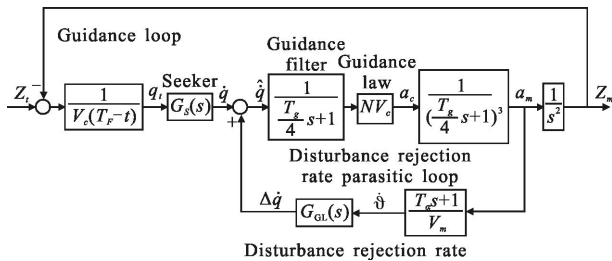 Guidance loop
Z_t
−
1
V_c(T_F−t)
q_t
Seeker
G_S(s)
q̇
+
q̇̂
Guidance
filter
1
T_g
4 s+1
Guidance
law
NV_c
a_c
1
(T_g/4 s+1)^3
a_m
1
s^2
Z_m
Disturbance rejection
rate parasitic loop
Δq̇
G_GL(s)
ϑ̇
T_αs+1
V_m
Disturbance rejection rate